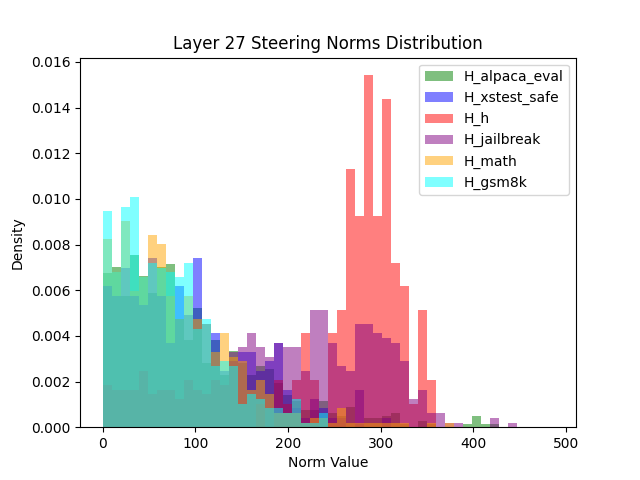 Layer 27 Steering Norms Distribution
0.016
0.014
0.012
0.010
0.008
0.006
0.004
0.002
0.000
Density
H_alpaca_eval
H_xstest_safe
H_h
H_jailbreak
H_math
H_gsm8k
0 100 200 300 400 500
Norm Value